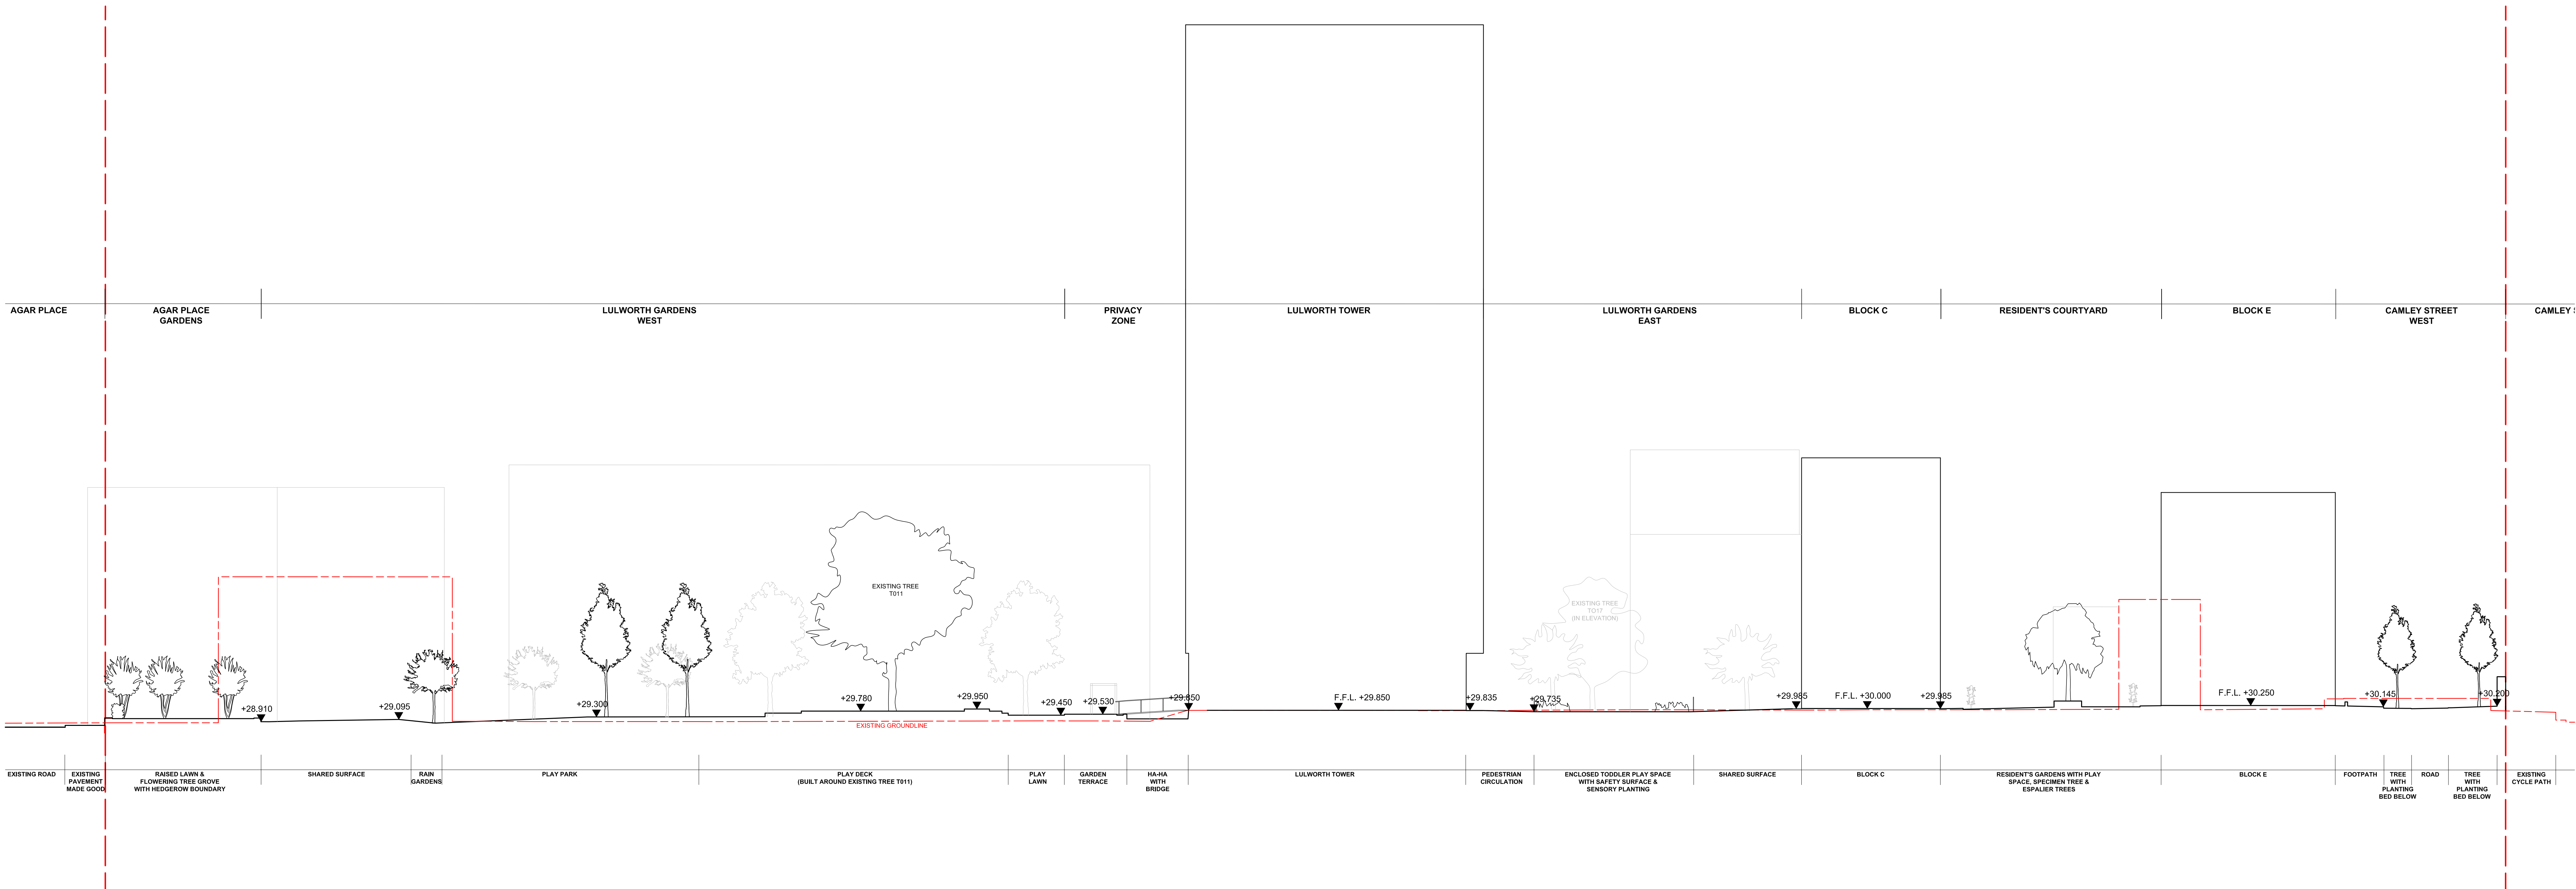 AGAR PLACE
AGAR PLACE
GARDENS
LULWORTH GARDENS
WEST
PRIVACY
ZONE
LULWORTH TOWER
LULWORTH GARDENS
EAST
BLOCK C
RESIDENT'S COURTYARD
BLOCK E
CAMLEY STREET
WEST
CAMLEY
EXISTING TREE
T011
EXISTING TREE
TO17
(IN ELEVATION)
+28.910
+29.095
+29.300
+29.780
+29.950
+29.450
+29.530
+29.650
F.F.L. +29.850
+29.835
+29.735
+29.985
F.F.L. +30.000
+29.985
F.F.L. +30.250
+30.145
+30.200
EXISTING GROUNDLINE
EXISTING ROAD
EXISTING
PAVEMENT
MADE GOOD
RAISED LAWN &
FLOWERING TREE GROVE
WITH HEDGEROW BOUNDARY
SHARED SURFACE
RAIN
GARDENS
PLAY PARK
PLAY DECK
(BUILT AROUND EXISTING TREE T011)
PLAY
LAWN
GARDEN
TERRACE
HA-HA
WITH
BRIDGE
LULWORTH TOWER
PEDESTRIAN
CIRCULATION
ENCLOSED TODDLER PLAY SPACE
WITH SAFETY SURFACE &
SENSORY PLANTING
SHARED SURFACE
BLOCK C
RESIDENT'S GARDENS WITH PLAY
SPACE, SPECIMEN TREE &
ESPALIER TREES
BLOCK E
FOOTPATH
TREE
WITH
PLANTING
BED BELOW
ROAD
TREE
WITH
PLANTING
BED BELOW
EXISTING
CYCLE PATH